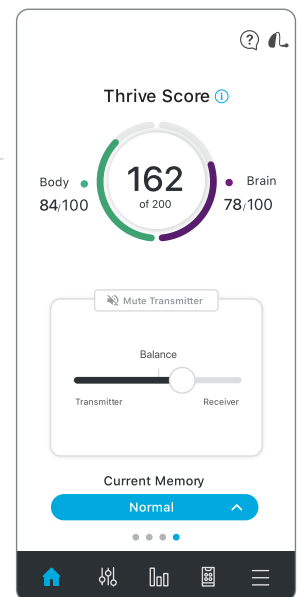 ?
Thrive Score i
Body
84/100
162
of 200
Brain
78/100
Mute Transmitter
Balance
Transmitter Receiver
Current Memory
Normal